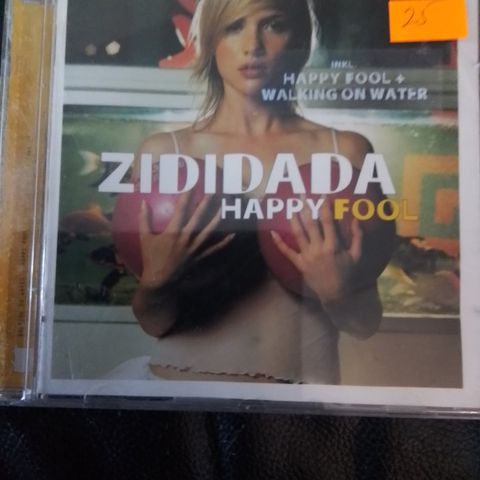 25
INKL.
HAPPY FOOL +
WALKING ON WATER
ZIDIDADA
HAPPY FOOL